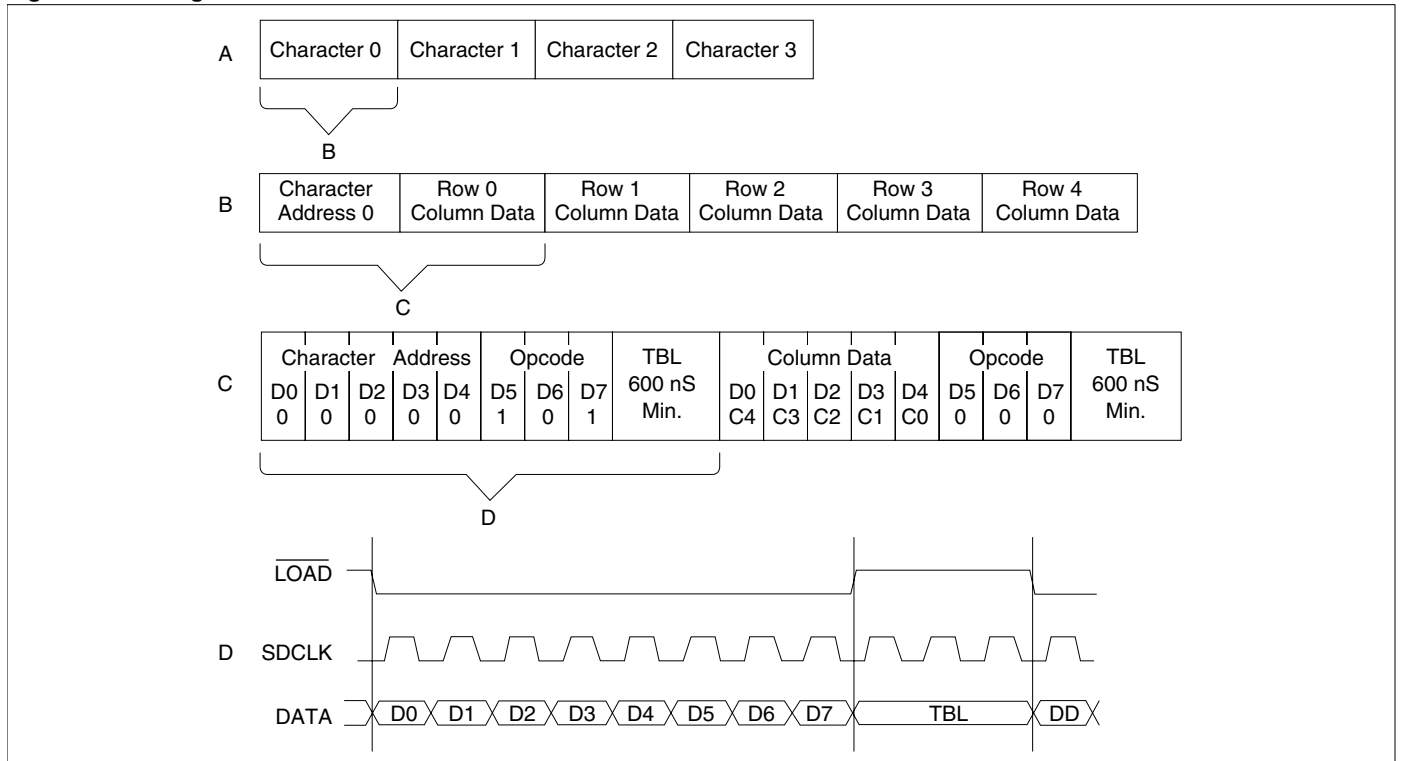 A
Character 0 Character 1 Character 2 Character 3
B
B
Character Row 0 Row 1 Row 2 Row 3 Row 4
Address 0 Column Data Column Data Column Data Column Data Column Data
C
C
Character Address Opcode TBL Column Data Opcode TBL
D0 D1 D2 D3 D4 D5 D6 D7 600 nS D0 D1 D2 D3 D4 D5 D6 D7 600 nS
0 0 0 0 0 1 0 1 Min. C4 C3 C2 C1 C0 0 0 0 Min.
D
LOAD
D SDCLK
DATA D0 D1 D2 D3 D4 D5 D6 D7 TBL DD